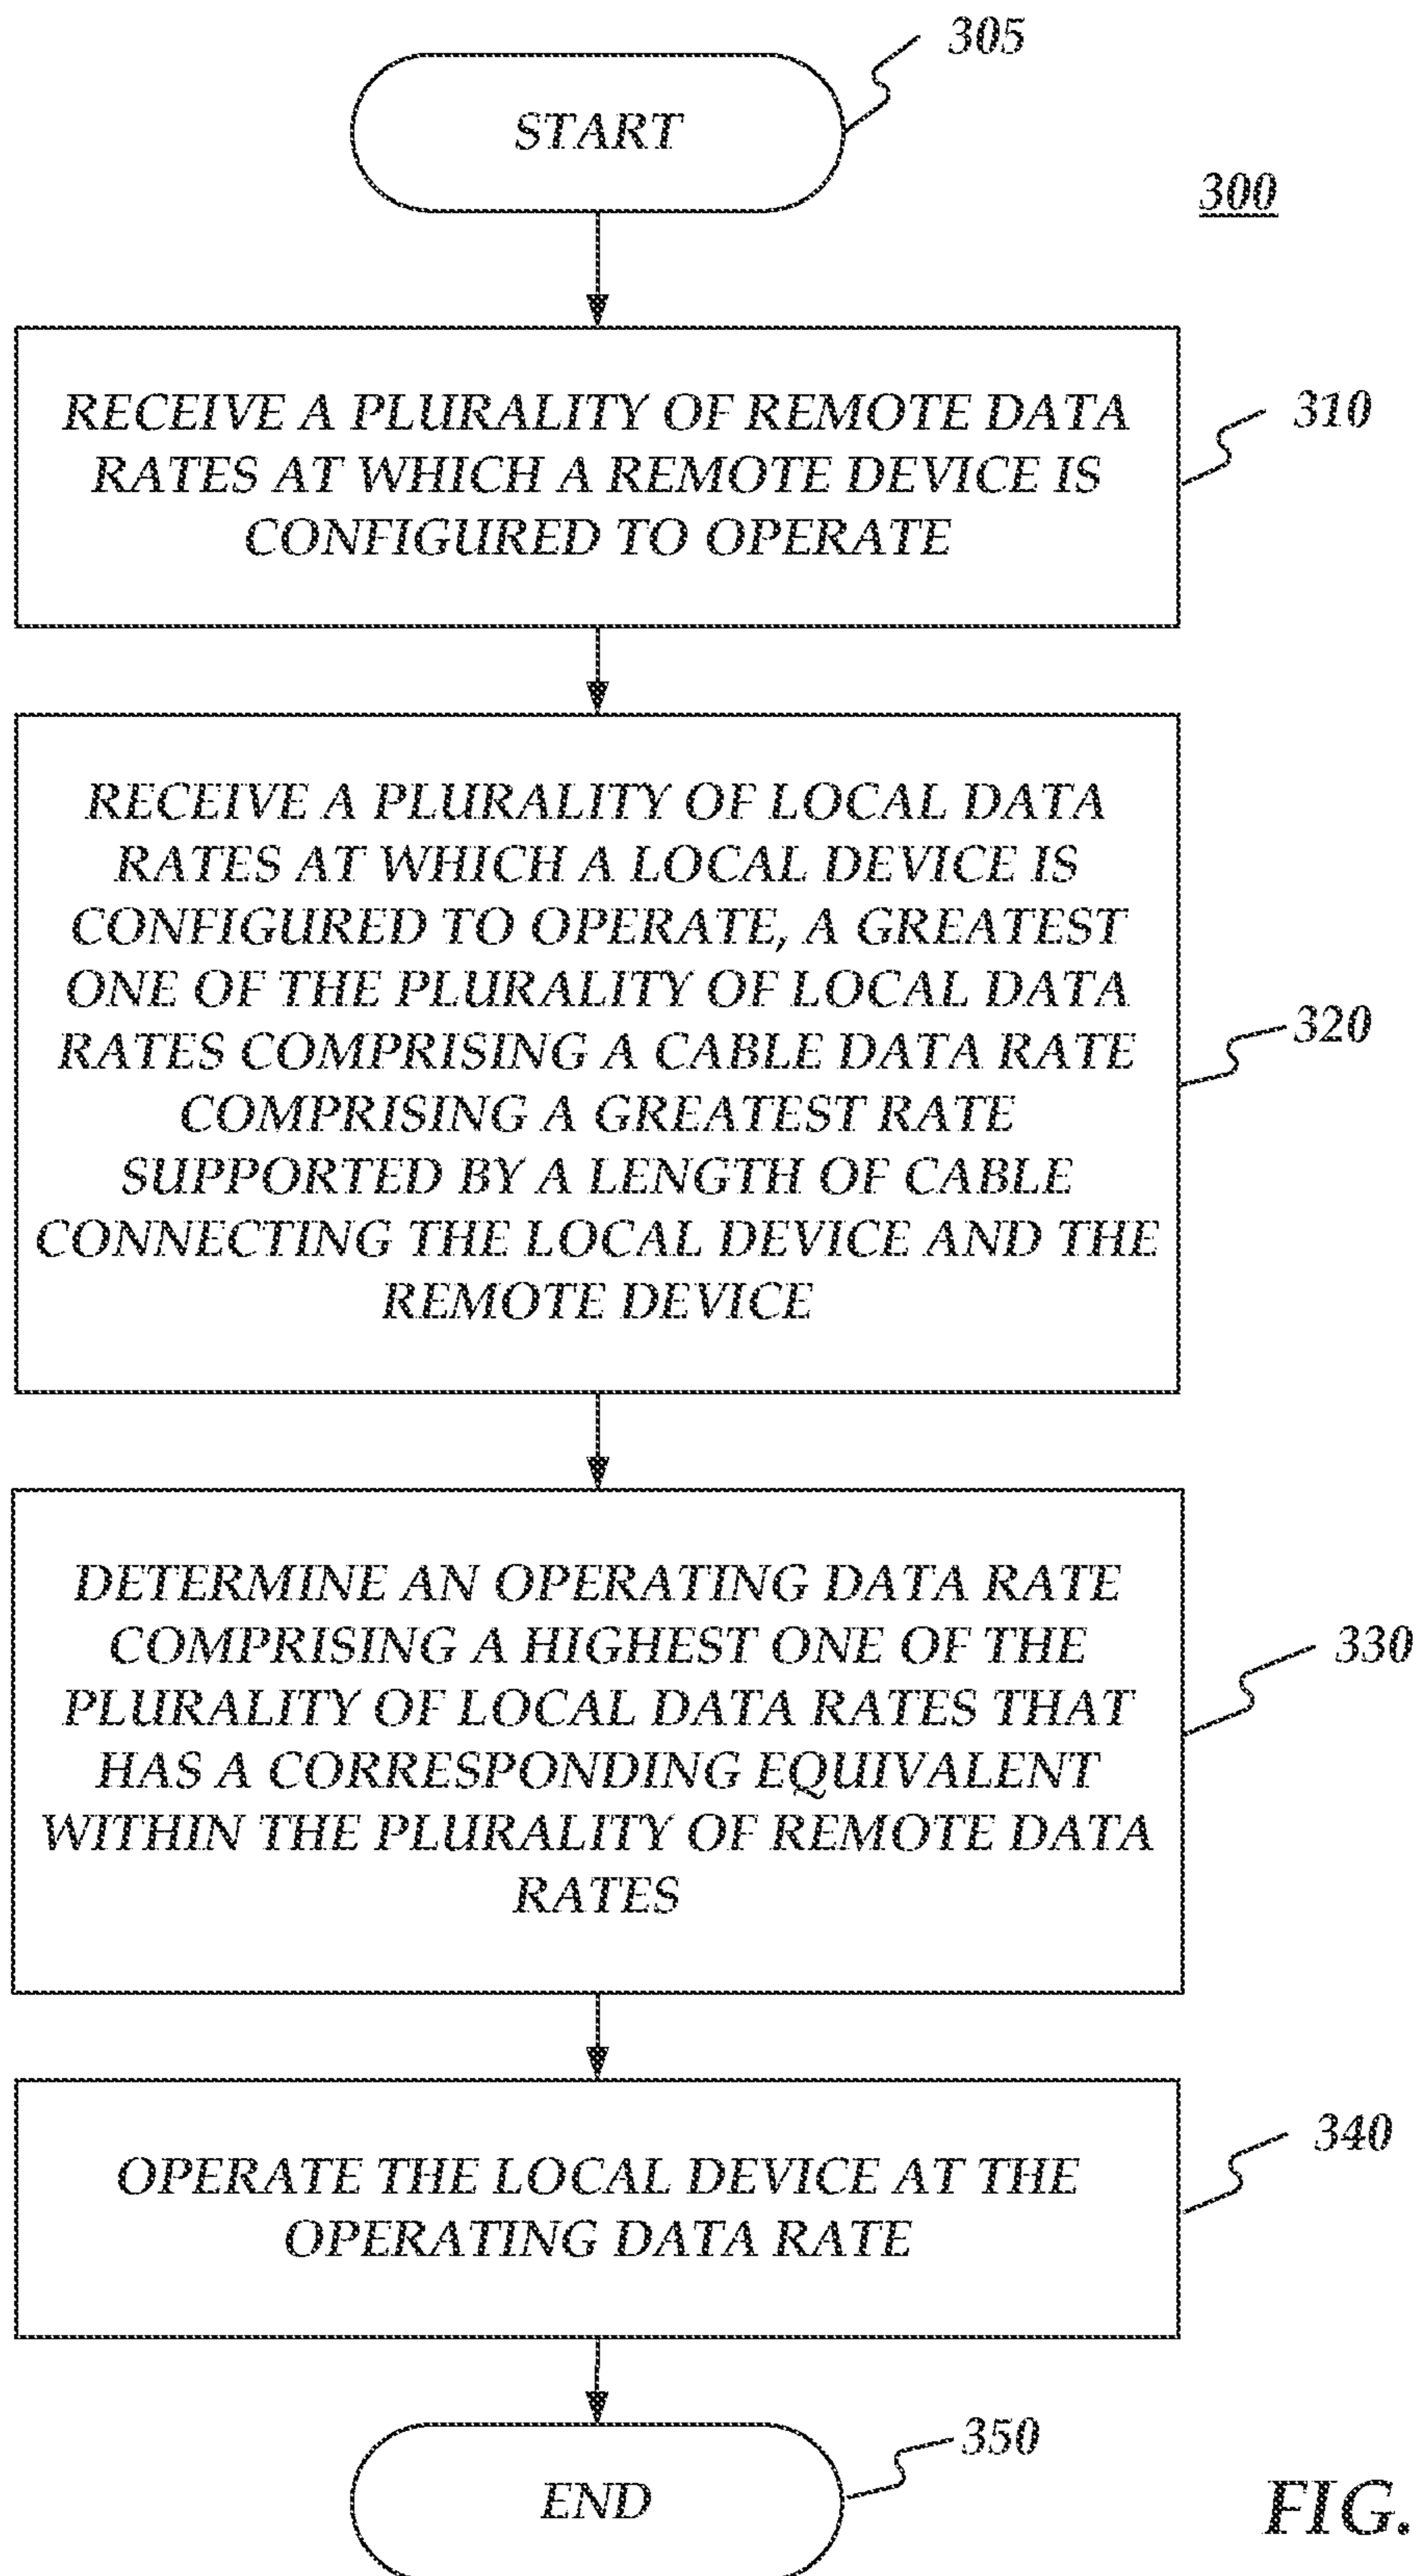 305
START
300
RECEIVE A PLURALITY OF REMOTE DATA
RATES AT WHICH A REMOTE DEVICE IS
CONFIGURED TO OPERATE
310
RECEIVE A PLURALITY OF LOCAL DATA
RATES AT WHICH A LOCAL DEVICE IS
CONFIGURED TO OPERATE, A GREATEST
ONE OF THE PLURALITY OF LOCAL DATA
RATES COMPRISING A CABLE DATA RATE
COMPRISING A GREATEST RATE
SUPPORTED BY A LENGTH OF CABLE
CONNECTING THE LOCAL DEVICE AND THE
REMOTE DEVICE
320
DETERMINE AN OPERATING DATA RATE
COMPRISING A HIGHEST ONE OF THE
PLURALITY OF LOCAL DATA RATES THAT
HAS A CORRESPONDING EQUIVALENT
WITHIN THE PLURALITY OF REMOTE DATA
RATES
330
OPERATE THE LOCAL DEVICE AT THE
OPERATING DATA RATE
340
END
350
FIG.